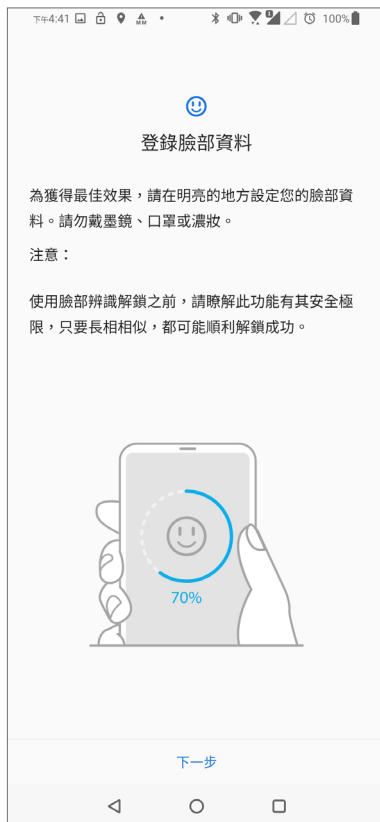 下午4:41 100%
登錄臉部資料
為獲得最佳效果，請在明亮的地方設定您的臉部資
料。請勿戴墨鏡、口罩或濃妝。
注意：
使用臉部辨識解鎖之前，請瞭解此功能有其安全極
限，只要長相相似，都可能順利解鎖成功。
70%
下一步